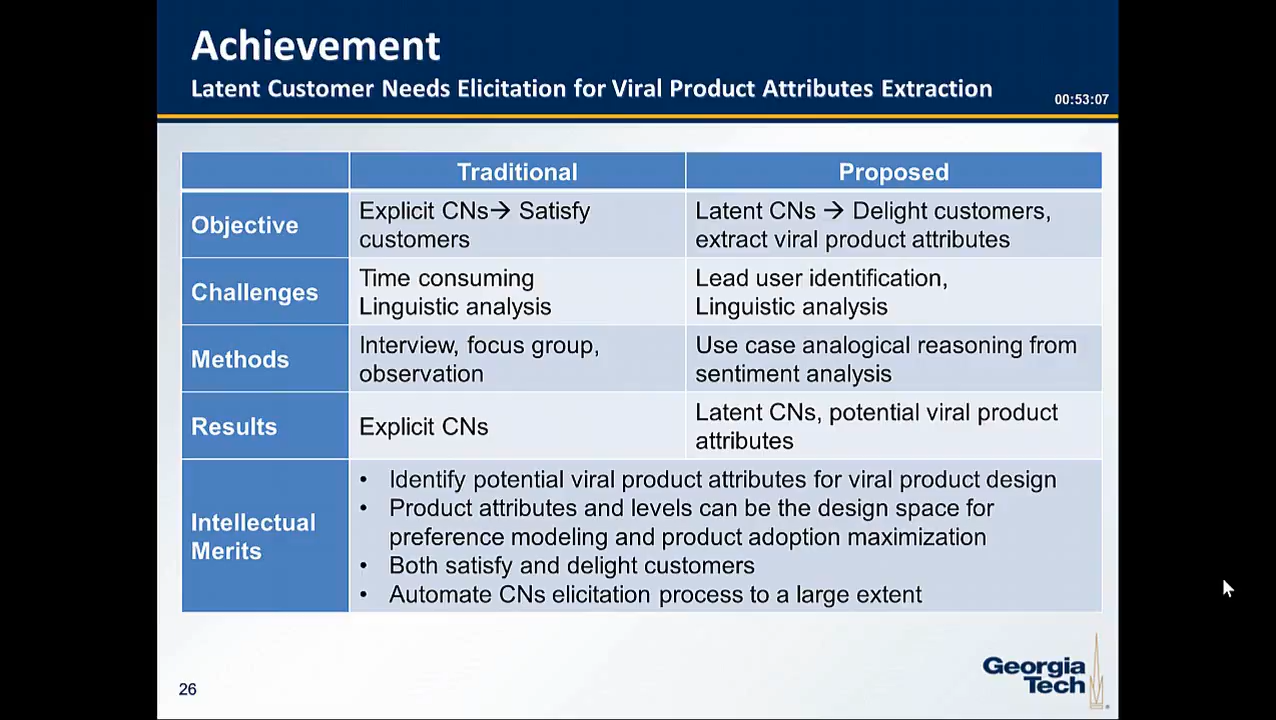 Achievement
Latent Customer Needs Elicitation for Viral Product Attributes Extraction
00:53:07
Traditional
Proposed
Objective
Explicit CNs→ Satisfy
customers
Latent CNs → Delight customers,
extract viral product attributes
Challenges
Time consuming
Linguistic analysis
Lead user identification,
Linguistic analysis
Methods
Interview, focus group,
observation
Use case analogical reasoning from
sentiment analysis
Results
Explicit CNs
Latent CNs, potential viral product
attributes
Intellectual
Merits
• Identify potential viral product attributes for viral product design
• Product attributes and levels can be the design space for
preference modeling and product adoption maximization
• Both satisfy and delight customers
• Automate CNs elicitation process to a large extent
26
Georgia
Tech